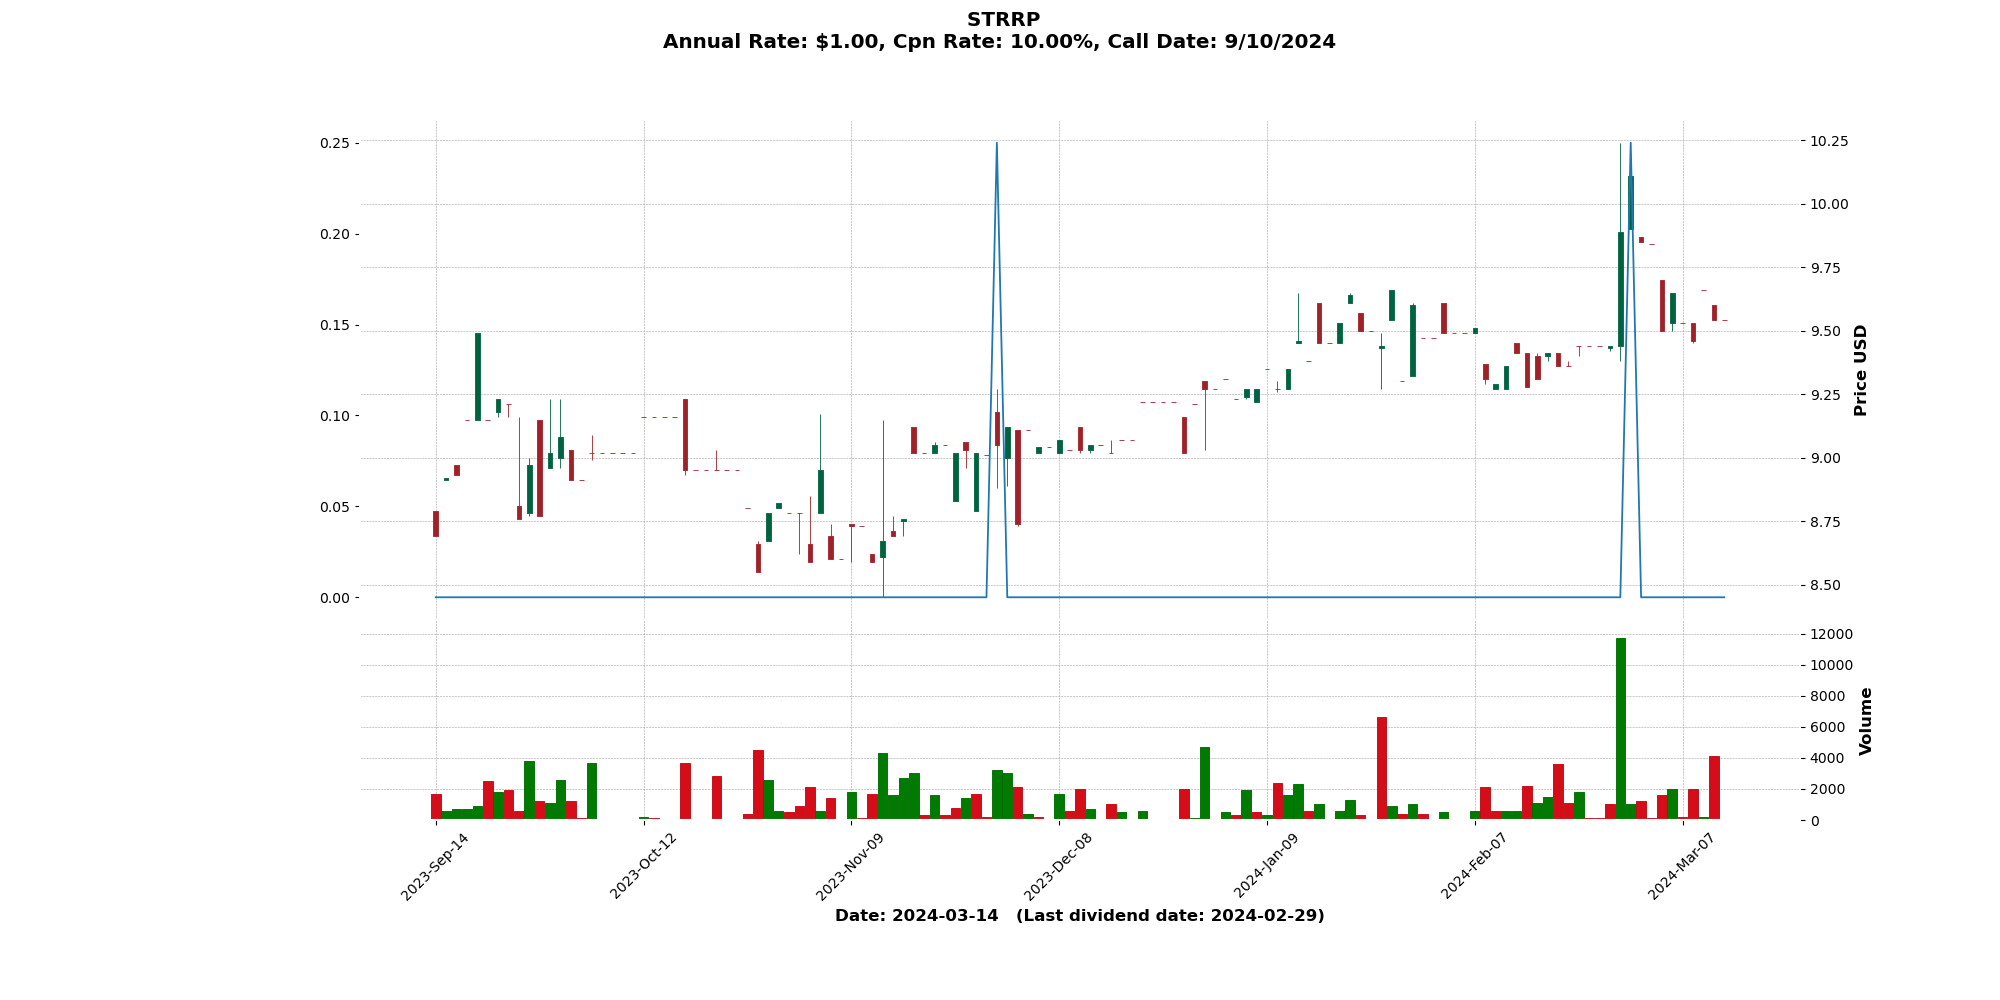 STRRP
Annual Rate: $1.00, Cpn Rate: 10.00%, Call Date: 9/10/2024
0.25
0.20
0.15
0.10
0.05
0.00
10.25
10.00
9.75
9.50
9.25
9.00
8.75
8.50
Price USD
12000
10000
8000
6000
4000
2000
0
Volume
2023-Sep-14
2023-Oct-12
2023-Nov-09
2023-Dec-08
2024-Jan-09
2024-Feb-07
2024-Mar-07
Date: 2024-03-14 (Last dividend date: 2024-02-29)